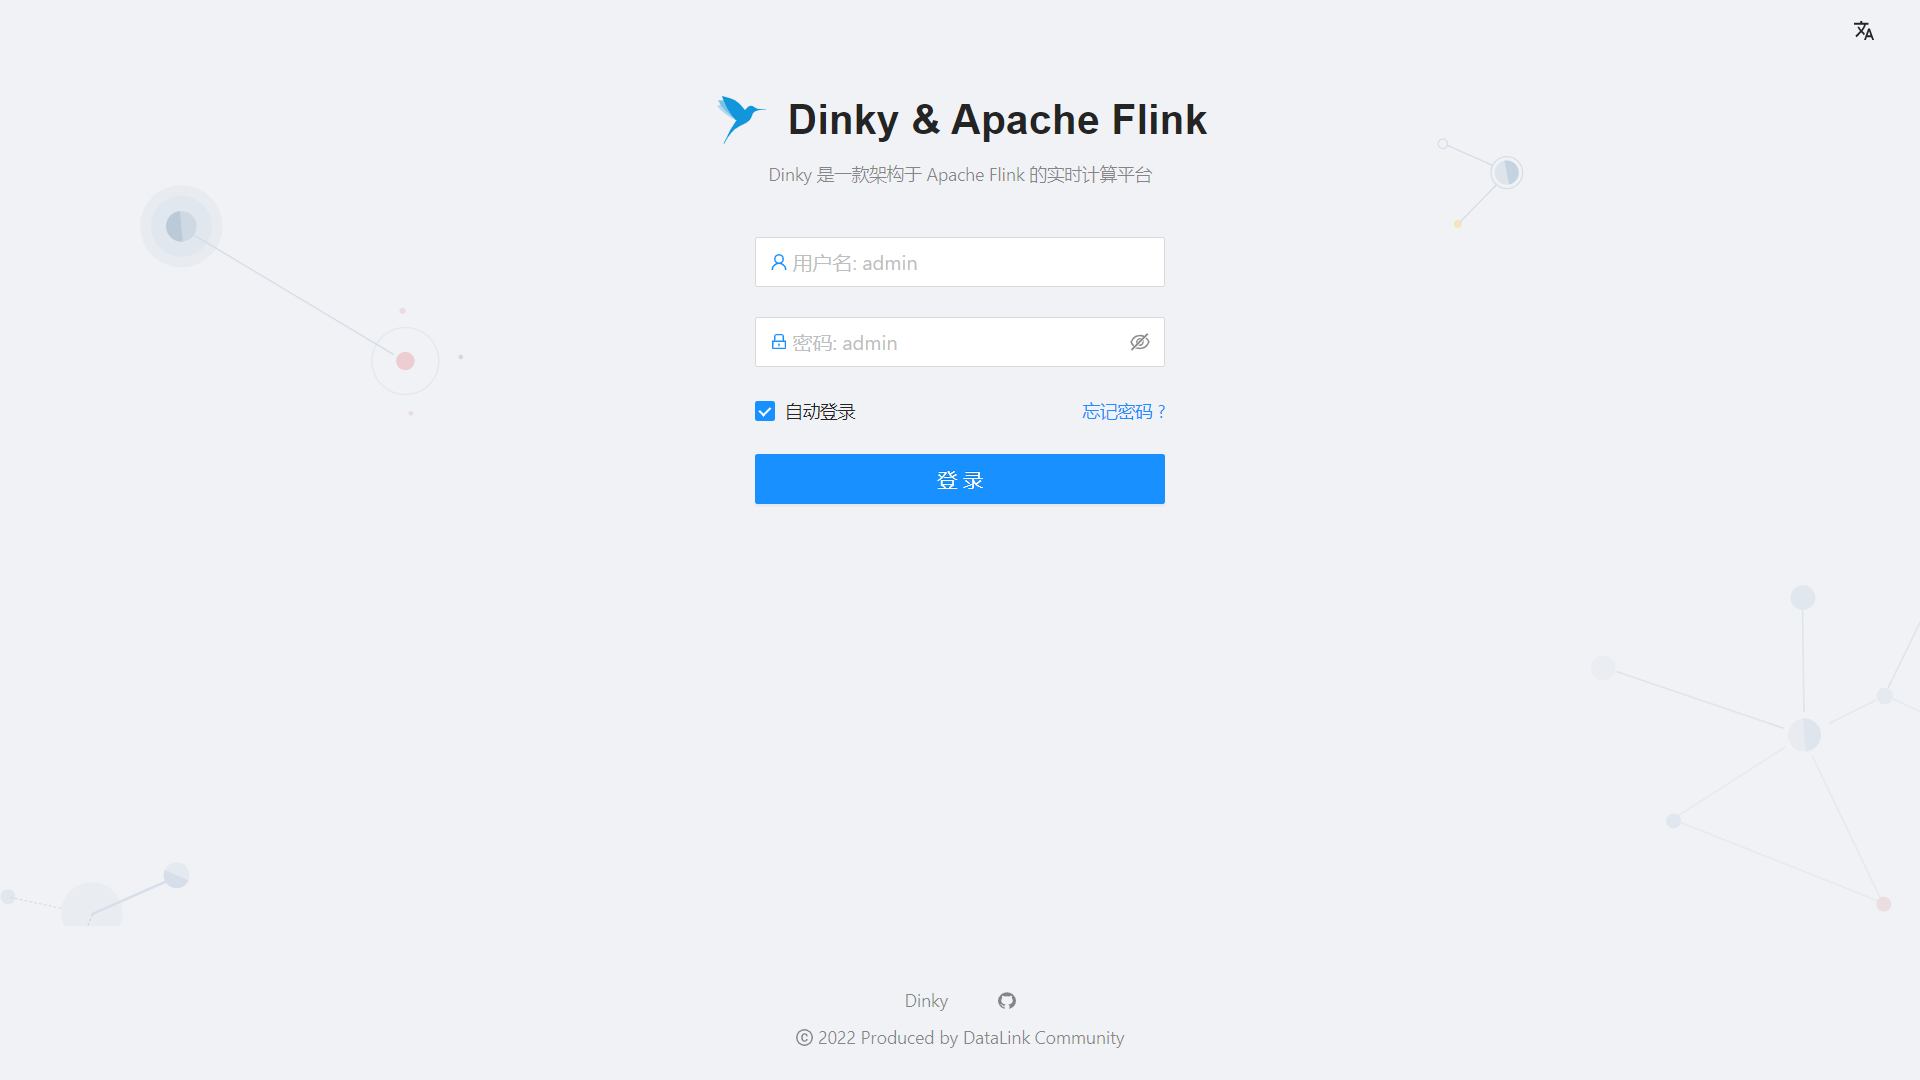 Dinky & Apache Flink
Dinky 是一款架构于 Apache Flink 的实时计算平台
用户名: admin
密码: admin
自动登录 忘记密码 ?
登 录
Dinky
© 2022 Produced by DataLink Community